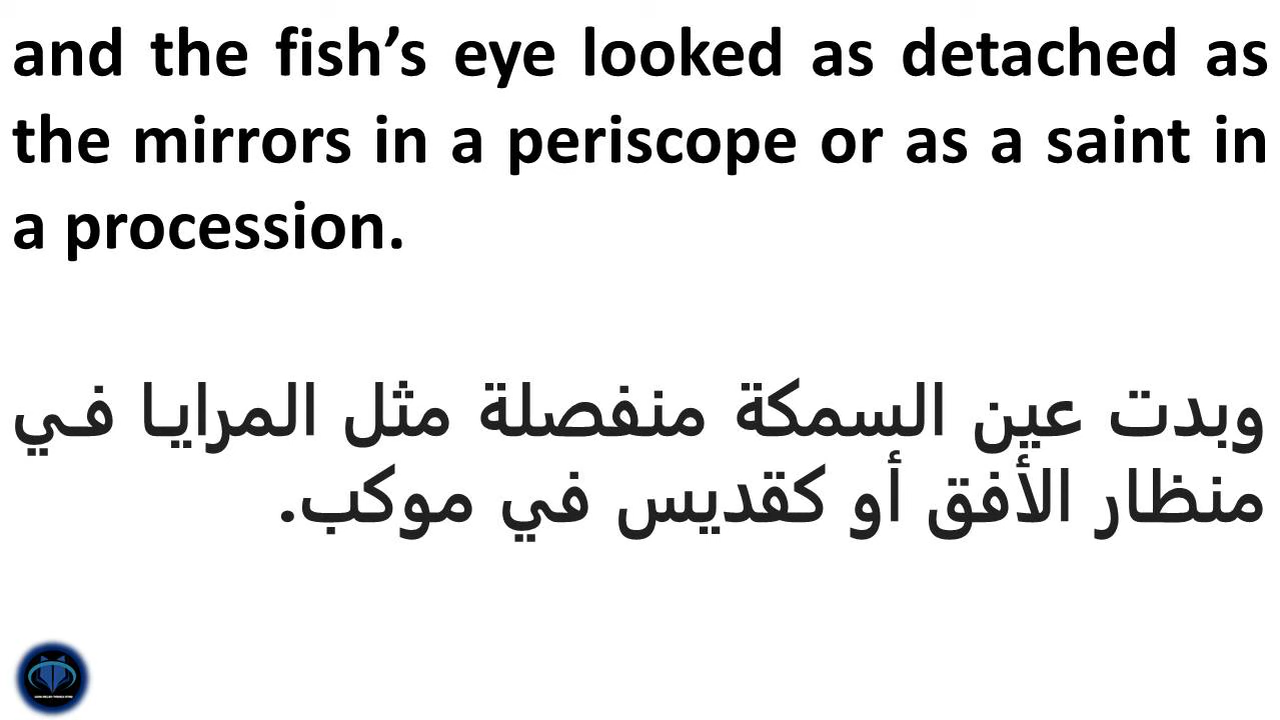 and the fish’s eye looked as detached as
the mirrors in a periscope or as a saint in
a procession.
وبدت عين السمكة منفصلة مثل المرايا في
منظار الأفق أو كقديس في موكب.